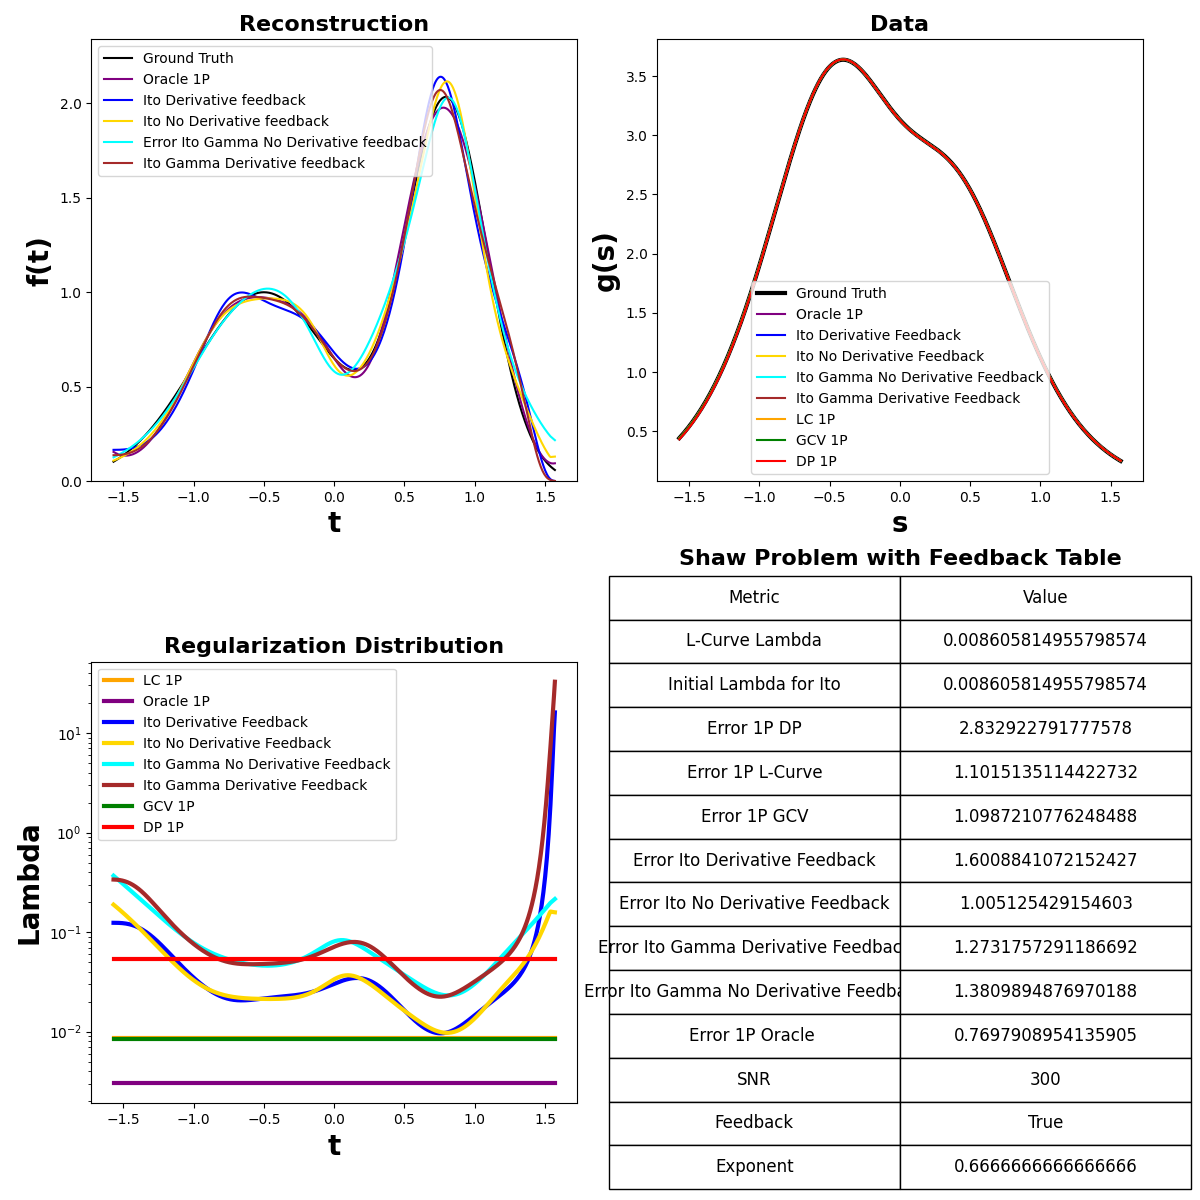 Reconstruction
Ground Truth
Oracle 1P
Ito Derivative feedback
Ito No Derivative feedback
Error Ito Gamma No Derivative feedback
Ito Gamma Derivative feedback
f(t)
2.0
1.5
1.0
0.5
0.0
−1.5 −1.0 −0.5 0.0 0.5 1.0 1.5
t
Data
g(s)
3.5
3.0
2.5
2.0
1.5
1.0
0.5
Ground Truth
Oracle 1P
Ito Derivative Feedback
Ito No Derivative Feedback
Ito Gamma No Derivative Feedback
Ito Gamma Derivative Feedback
LC 1P
GCV 1P
DP 1P
−1.5 −1.0 −0.5 0.0 0.5 1.0 1.5
s
Regularization Distribution
LC 1P
Oracle 1P
Ito Derivative Feedback
Ito No Derivative Feedback
Ito Gamma No Derivative Feedback
Ito Gamma Derivative Feedback
GCV 1P
DP 1P
Lambda
10¹
10⁰
10⁻¹
10⁻²
−1.5 −1.0 −0.5 0.0 0.5 1.0 1.5
t
Shaw Problem with Feedback Table
Metric Value
L-Curve Lambda 0.008605814955798574
Initial Lambda for Ito 0.008605814955798574
Error 1P DP 2.832922791777578
Error 1P L-Curve 1.1015135114422732
Error 1P GCV 1.0987210776248488
Error Ito Derivative Feedback 1.6008841072152427
Error Ito No Derivative Feedback 1.005125429154603
Error Ito Gamma Derivative Feedbac 1.2731757291186692
Error Ito Gamma No Derivative Feedba 1.3809894876970188
Error 1P Oracle 0.7697908954135905
SNR 300
Feedback True
Exponent 0.6666666666666666